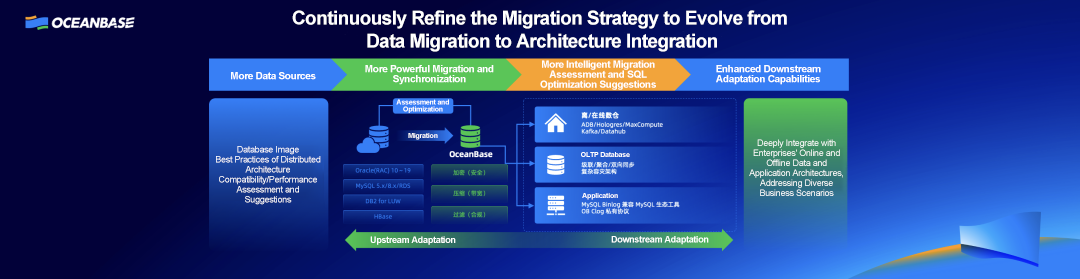 OCEANBASE
Continuously Refine the Migration Strategy to Evolve from
Data Migration to Architecture Integration
More Data Sources
More Powerful Migration and
Synchronization
More Intelligent Migration
Assessment and SQL
Optimization Suggestions
Enhanced Downstream
Adaptation Capabilities
Database Image
Best Practices of Distributed
Architecture
Compatibility/Performance
Assessment and
Suggestions
Assessment and
Optimization
Migration
OceanBase
Oracle(RAC) 10~19
MySQL 5.x/8.x/RDS
DB2 for LUW
HBase
加密（安全）
压缩（带宽）
过滤（合规）
离/在线数仓
ADB/Hologres/MaxCompute
Kafka/Datahub
OLTP Database
级联/聚合/双向同步
复杂容灾架构
Application
MySQL Binlog 兼容 MySQL 生态工具
OB Clog 私有协议
Deeply Integrate with
Enterprises' Online and
Offline Data and
Application Architectures,
Addressing Diverse
Business Scenarios
Upstream Adaptation
Downstream Adaptation